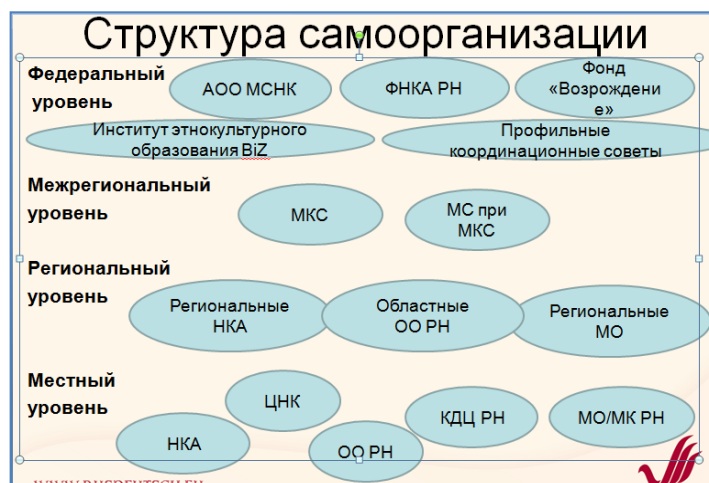 Структура самоорганизации
Федеральный
уровень
АОО МСНК
ФНКА РН
Фонд
«Возрождени
е»
Институт этнокультурного
образования BiZ
Профильные
координационные советы
Межрегиональный
уровень
МКС
МС при
МКС
Региональный
уровень
Региональные
НКА
Областные
ОО РН
Региональные
МО
Местный
уровень
ЦНК
КДЦ РН
МО/МК РН
НКА
ОО РН